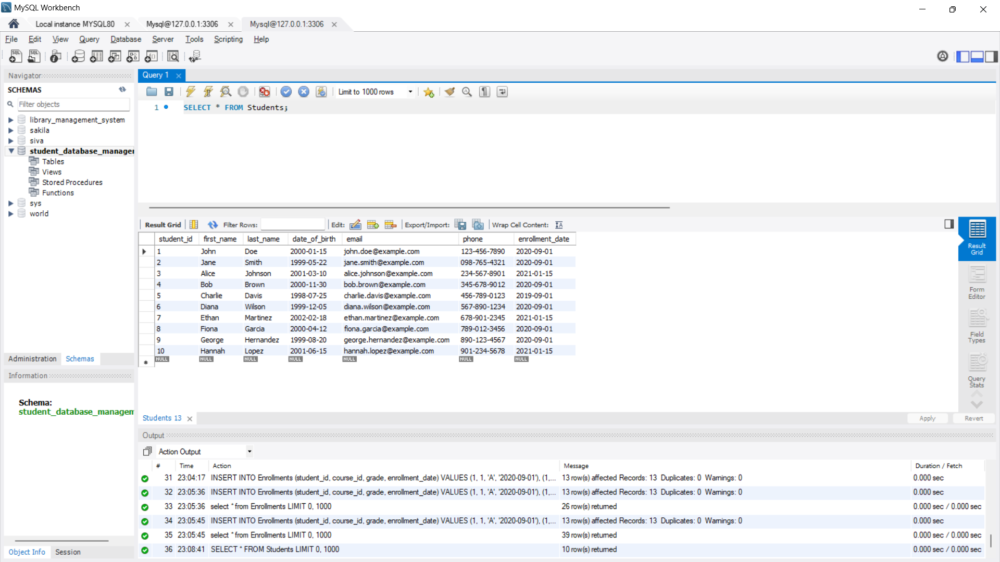 MySQL Workbench
Local instance MYSQL80
Mysql@127.0.0.1:3306
Mysql@127.0.0.1:3306
File Edit View Query Database Server Tools Scripting Help
Navigator
SCHEMAS
Filter objects
library_management_system
sakila
siva
student_database_manager
Tables
Views
Stored Procedures
Functions
sys
world
Administration Schemas
Information
Schema:
student_database_managem
Object Info Session
Query 1
Limit to 1000 rows
1 SELECT * FROM Students;
Result Grid Filter Rows: Edit: Export/Import: Wrap Cell Content:
student_id first_name last_name date_of_birth email phone enrollment_date
1 John Doe 2000-01-15 john.doe@example.com 123-456-7890 2020-09-01
2 Jane Smith 1999-05-22 jane.smith@example.com 098-765-4321 2020-09-01
3 Alice Johnson 2001-03-10 alice.johnson@example.com 234-567-8901 2021-01-15
4 Bob Brown 2000-11-30 bob.brown@example.com 345-678-9012 2020-09-01
5 Charlie Davis 1998-07-25 charlie.davis@example.com 456-789-0123 2019-09-01
6 Diana Wilson 1999-12-05 diana.wilson@example.com 567-890-1234 2020-09-01
7 Ethan Martinez 2002-02-18 ethan.martinez@example.com 678-901-2345 2021-01-15
8 Fiona Garcia 2000-04-12 fiona.garcia@example.com 789-012-3456 2020-09-01
9 George Hernandez 1999-08-20 george.hernandez@example.com 890-123-4567 2020-09-01
10 Hannah Lopez 2001-06-15 hannah.lopez@example.com 901-234-5678 2021-01-15
NULL NULL NULL NULL NULL NULL NULL
Result
Grid
Form
Editor
Field
Types
Query
Stats
Students 13
Apply Revert
Output
Action Output
# Time Action Message Duration / Fetch
31 23:04:17 INSERT INTO Enrollments (student_id, course_id, grade, enrollment_date) VALUES (1, 1, 'A', '2020-09-01'), (1,... 13 row(s) affected Records: 13 Duplicates: 0 Warnings: 0 0.000 sec
32 23:05:36 INSERT INTO Enrollments (student_id, course_id, grade, enrollment_date) VALUES (1, 1, 'A', '2020-09-01'), (1,... 13 row(s) affected Records: 13 Duplicates: 0 Warnings: 0 0.000 sec
33 23:05:36 select * from Enrollments LIMIT 0, 1000 26 row(s) returned 0.000 sec / 0.000 sec
34 23:05:45 INSERT INTO Enrollments (student_id, course_id, grade, enrollment_date) VALUES (1, 1, 'A', '2020-09-01'), (1,... 13 row(s) affected Records: 13 Duplicates: 0 Warnings: 0 0.000 sec
35 23:05:45 select * from Enrollments LIMIT 0, 1000 39 row(s) returned 0.000 sec / 0.000 sec
36 23:08:41 SELECT * FROM Students LIMIT 0, 1000 10 row(s) returned 0.000 sec / 0.000 sec